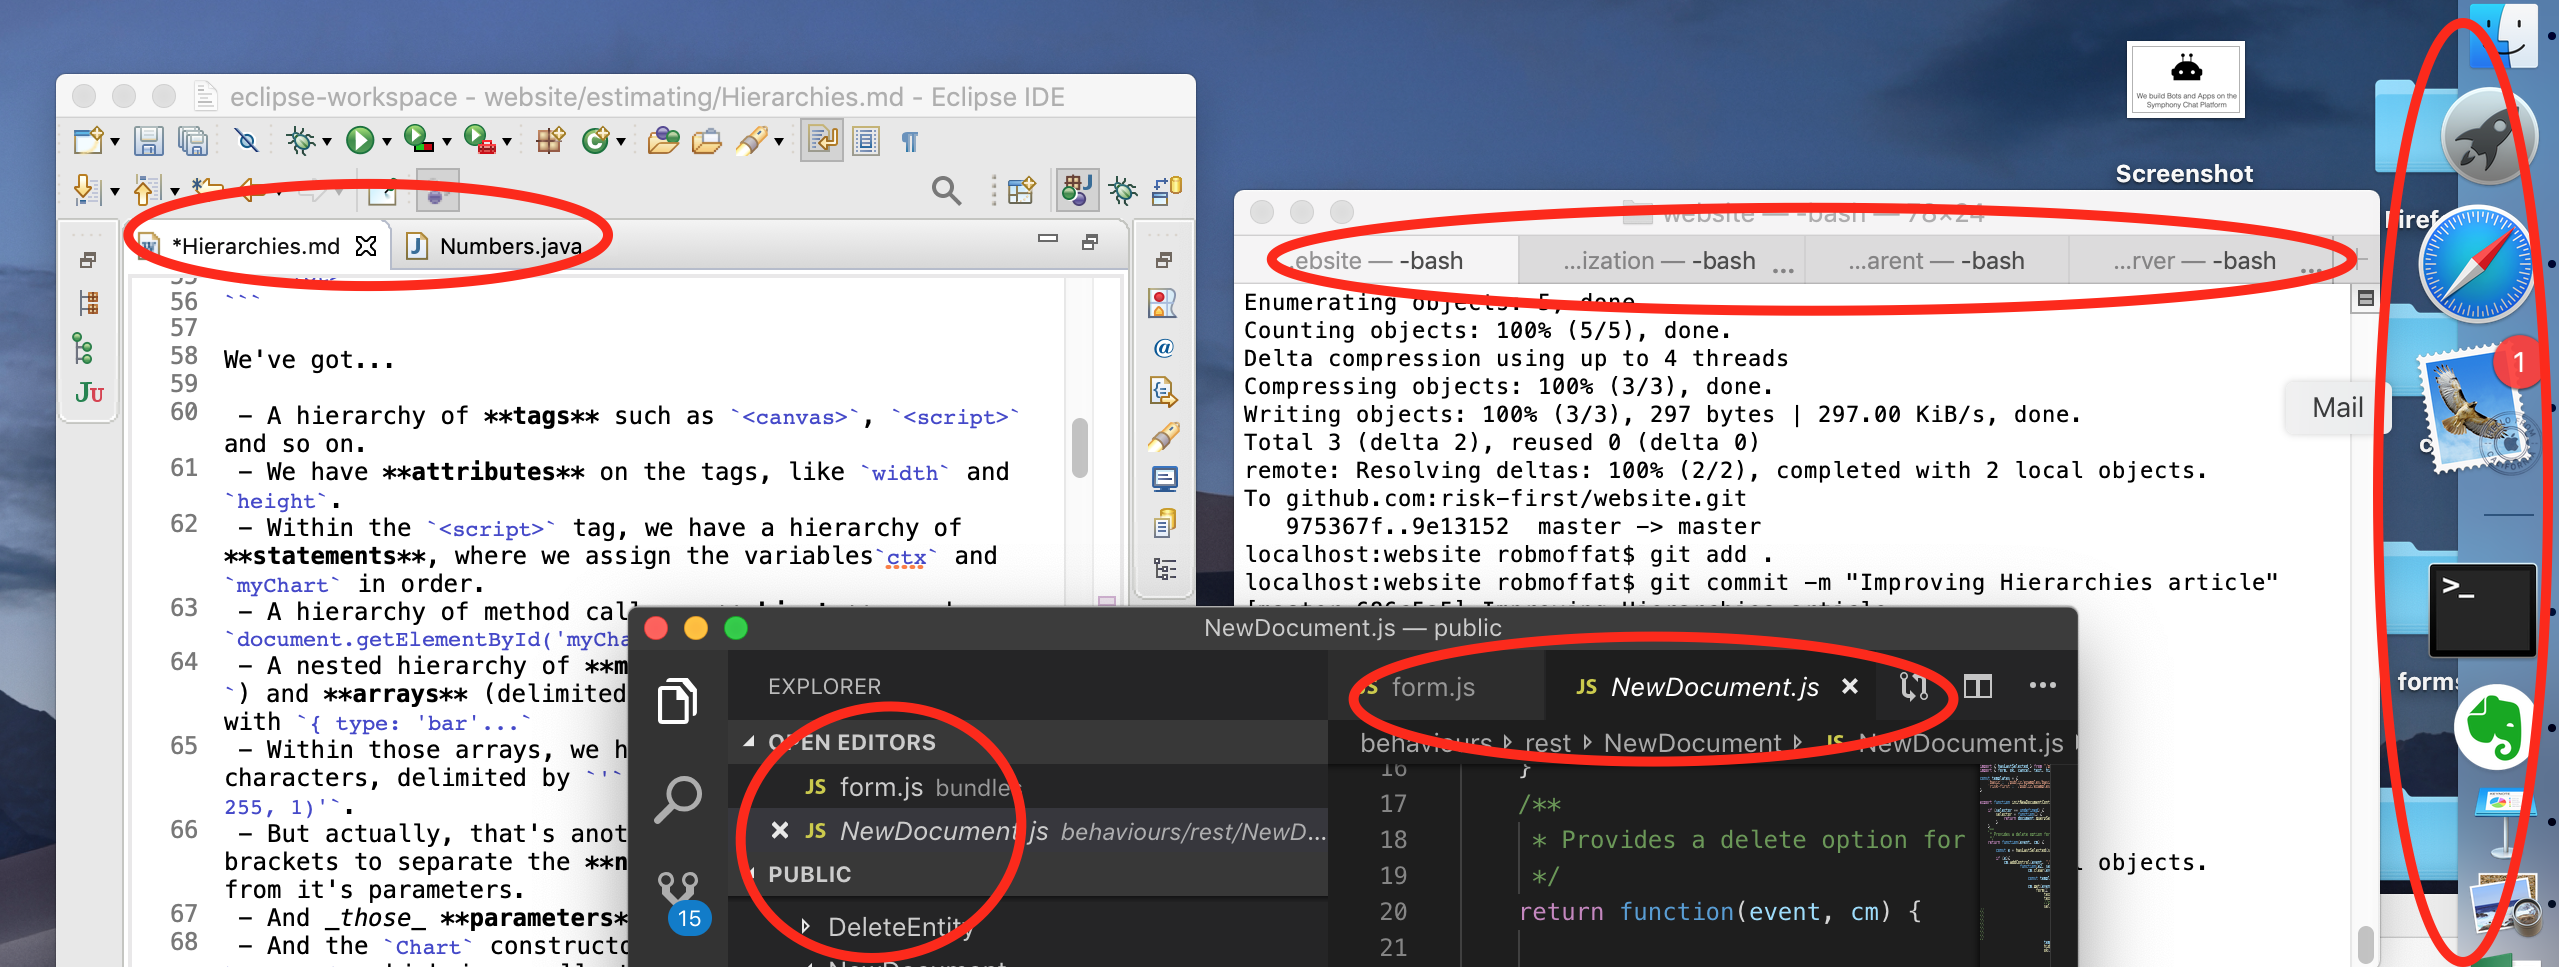 eclipse-workspace - website/estimating/Hierarchies.md - Eclipse IDE
*Hierarchies.md
Numbers.java
56 ```
57
58 We've got...
59
60 - A hierarchy of **tags** such as `<canvas>`, `<script>`
and so on.
61 - We have **attributes** on the tags, like `width` and
`height`.
62 - Within the `<script>` tag, we have a hierarchy of
**statements**, where we assign the variables`ctx` and
`myChart` in order.
63 - A hierarchy of method
`document.getElementById('myCha
64 - A nested hierarchy of **m
`) and **arrays** (delimited
with `{ type: 'bar'...`
65 - Within those arrays, we h
characters, delimited by `'`
255, 1)'`.
66 - But actually, that's anot
brackets to separate the **n
from it's parameters.
67 - And _those_ **parameters*
68 - And the `Chart` constructo
website — -bash — 78×24
ebsite — -bash
...ization — -bash ...
...arent — -bash
...rver — -bash ...
Enumerating objects: 5, done.
Counting objects: 100% (5/5), done.
Delta compression using up to 4 threads
Compressing objects: 100% (3/3), done.
Writing objects: 100% (3/3), 297 bytes | 297.00 KiB/s, done.
Total 3 (delta 2), reused 0 (delta 0)
remote: Resolving deltas: 100% (2/2), completed with 2 local objects.
To github.com:risk-first/website.git
975367f..9e13152 master -> master
localhost:website robmoffat$ git add .
localhost:website robmoffat$ git commit -m "Improving Hierarchies article"
l objects.
NewDocument.js — public
EXPLORER
OPEN EDITORS
JS form.js bundles
JS NewDocument.js behaviours/rest/NewD...
PUBLIC
DeleteEntity
NewDocument
15
JS form.js
JS NewDocument.js
behaviours rest NewDocument JS NewDocument.js
16 }
17 /**
18 * Provides a delete option for
19 */
20 return function(event, cm) {
21
We build Bots and Apps on the
Symphony Chat Platform
Screenshot
Firef
Mail
1
forms
>_